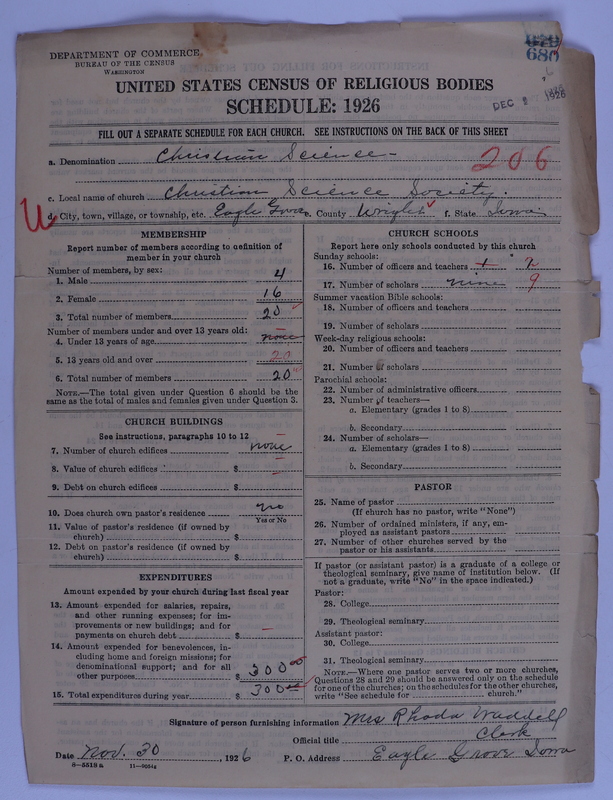 DEPARTMENT OF COMMERCE
BUREAU OF THE CENSUS
WASHINGTON
680
DEC 1926
UNITED STATES CENSUS OF RELIGIOUS BODIES
SCHEDULE: 1926
FILL OUT A SEPARATE SCHEDULE FOR EACH CHURCH. SEE INSTRUCTIONS ON THE BACK OF THIS SHEET
a. Denomination Christian Science
206
c. Local name of church Christian Science Society.
d. City, town, village, or township, etc. Eagle Grove e. County Wright f. State Iowa
MEMBERSHIP
Report number of members according to definition of member in your church
Number of members, by sex:
1. Male 4
2. Female 16
3. Total number of members 20
Number of members under and over 13 years old:
4. Under 13 years of age none
5. 13 years old and over 20
6. Total number of members 20
NOTE.—The total given under Question 6 should be the same as the total of males and females given under Question 3.
CHURCH BUILDINGS
See instructions, paragraphs 10 to 12
7. Number of church edifices none
8. Value of church edifices $
9. Debt on church edifices $
10. Does church own pastor's residence no
Yes or No
11. Value of pastor's residence (if owned by church) $
12. Debt on pastor's residence (if owned by church) $
EXPENDITURES
Amount expended by your church during last fiscal year
13. Amount expended for salaries, repairs, and other running expenses; for improvements or new buildings; and for payments on church debt $ –
14. Amount expended for benevolences, including home and foreign missions; for denominational support; and for all other purposes $ 300 00
15. Total expenditures during year $ 300
CHURCH SCHOOLS
Report here only schools conducted by this church
Sunday schools:
16. Number of officers and teachers 2
17. Number of scholars none 9
Summer vacation Bible schools:
18. Number of officers and teachers
19. Number of scholars
Week-day religious schools:
20. Number of officers and teachers
21. Number of scholars
Parochial schools:
22. Number of administrative officers
23. Number of teachers—
a. Elementary (grades 1 to 8)
b. Secondary
24. Number of scholars—
a. Elementary (grades 1 to 8)
b. Secondary
PASTOR
25. Name of pastor
(If church has no pastor, write "None")
26. Number of ordained ministers, if any, employed as assistant pastors
27. Number of other churches served by the pastor or his assistants
If pastor (or assistant pastor) is a graduate of a college or theological seminary, give name of institution below. (If not a graduate, write "No" in the space indicated.)
Pastor:
28. College
29. Theological seminary
Assistant pastor:
30. College
31. Theological seminary
NOTE.—Where one pastor serves two or more churches, Questions 28 and 29 should be answered only on the schedule for one of the churches; on the schedules for the other churches, write "See schedule for church."
Signature of person furnishing information Mrs Rhoda Waddell
Official title Clerk
Date Nov. 30, 1926 P. O. Address Eagle Grove Iowa
8—5518 a